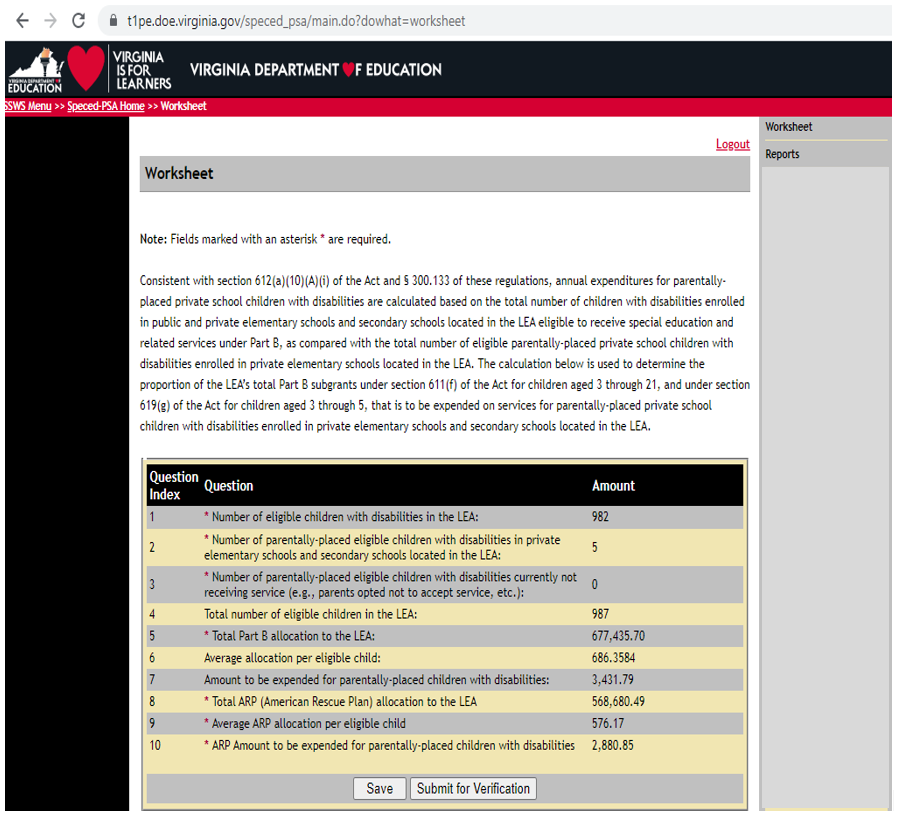 t1pe.doe.virginia.gov/speced_psa/main.do?dowhat=worksheet
VIRGINIA DEPARTMENT OF
EDUCATION
VIRGINIA
IS FOR
LEARNERS
VIRGINIA DEPARTMENT OF EDUCATION
SSWS Menu >> Speced-PSA Home >> Worksheet
Worksheet
Reports
Logout
Worksheet
Note: Fields marked with an asterisk * are required.
Consistent with section 612(a)(10)(A)(i) of the Act and § 300.133 of these regulations, annual expenditures for parentally-
placed private school children with disabilities are calculated based on the total number of children with disabilities enrolled
in public and private elementary schools and secondary schools located in the LEA eligible to receive special education and
related services under Part B, as compared with the total number of eligible parentally-placed private school children with
disabilities enrolled in private elementary schools located in the LEA. The calculation below is used to determine the
proportion of the LEA's total Part B subgrants under section 611(f) of the Act for children aged 3 through 21, and under section
619(g) of the Act for children aged 3 through 5, that is to be expended on services for parentally-placed private school
children with disabilities enrolled in private elementary schools and secondary schools located in the LEA.
Question Index Question Amount
1 * Number of eligible children with disabilities in the LEA: 982
2 * Number of parentally-placed eligible children with disabilities in private
elementary schools and secondary schools located in the LEA: 5
3 * Number of parentally-placed eligible children with disabilities currently not
receiving service (e.g., parents opted not to accept service, etc.): 0
4 Total number of eligible children in the LEA: 987
5 * Total Part B allocation to the LEA: 677,435.70
6 Average allocation per eligible child: 686.3584
7 Amount to be expended for parentally-placed children with disabilities: 3,431.79
8 * Total ARP (American Rescue Plan) allocation to the LEA 568,680.49
9 * Average ARP allocation per eligible child 576.17
10 * ARP Amount to be expended for parentally-placed children with disabilities 2,880.85
Save Submit for Verification